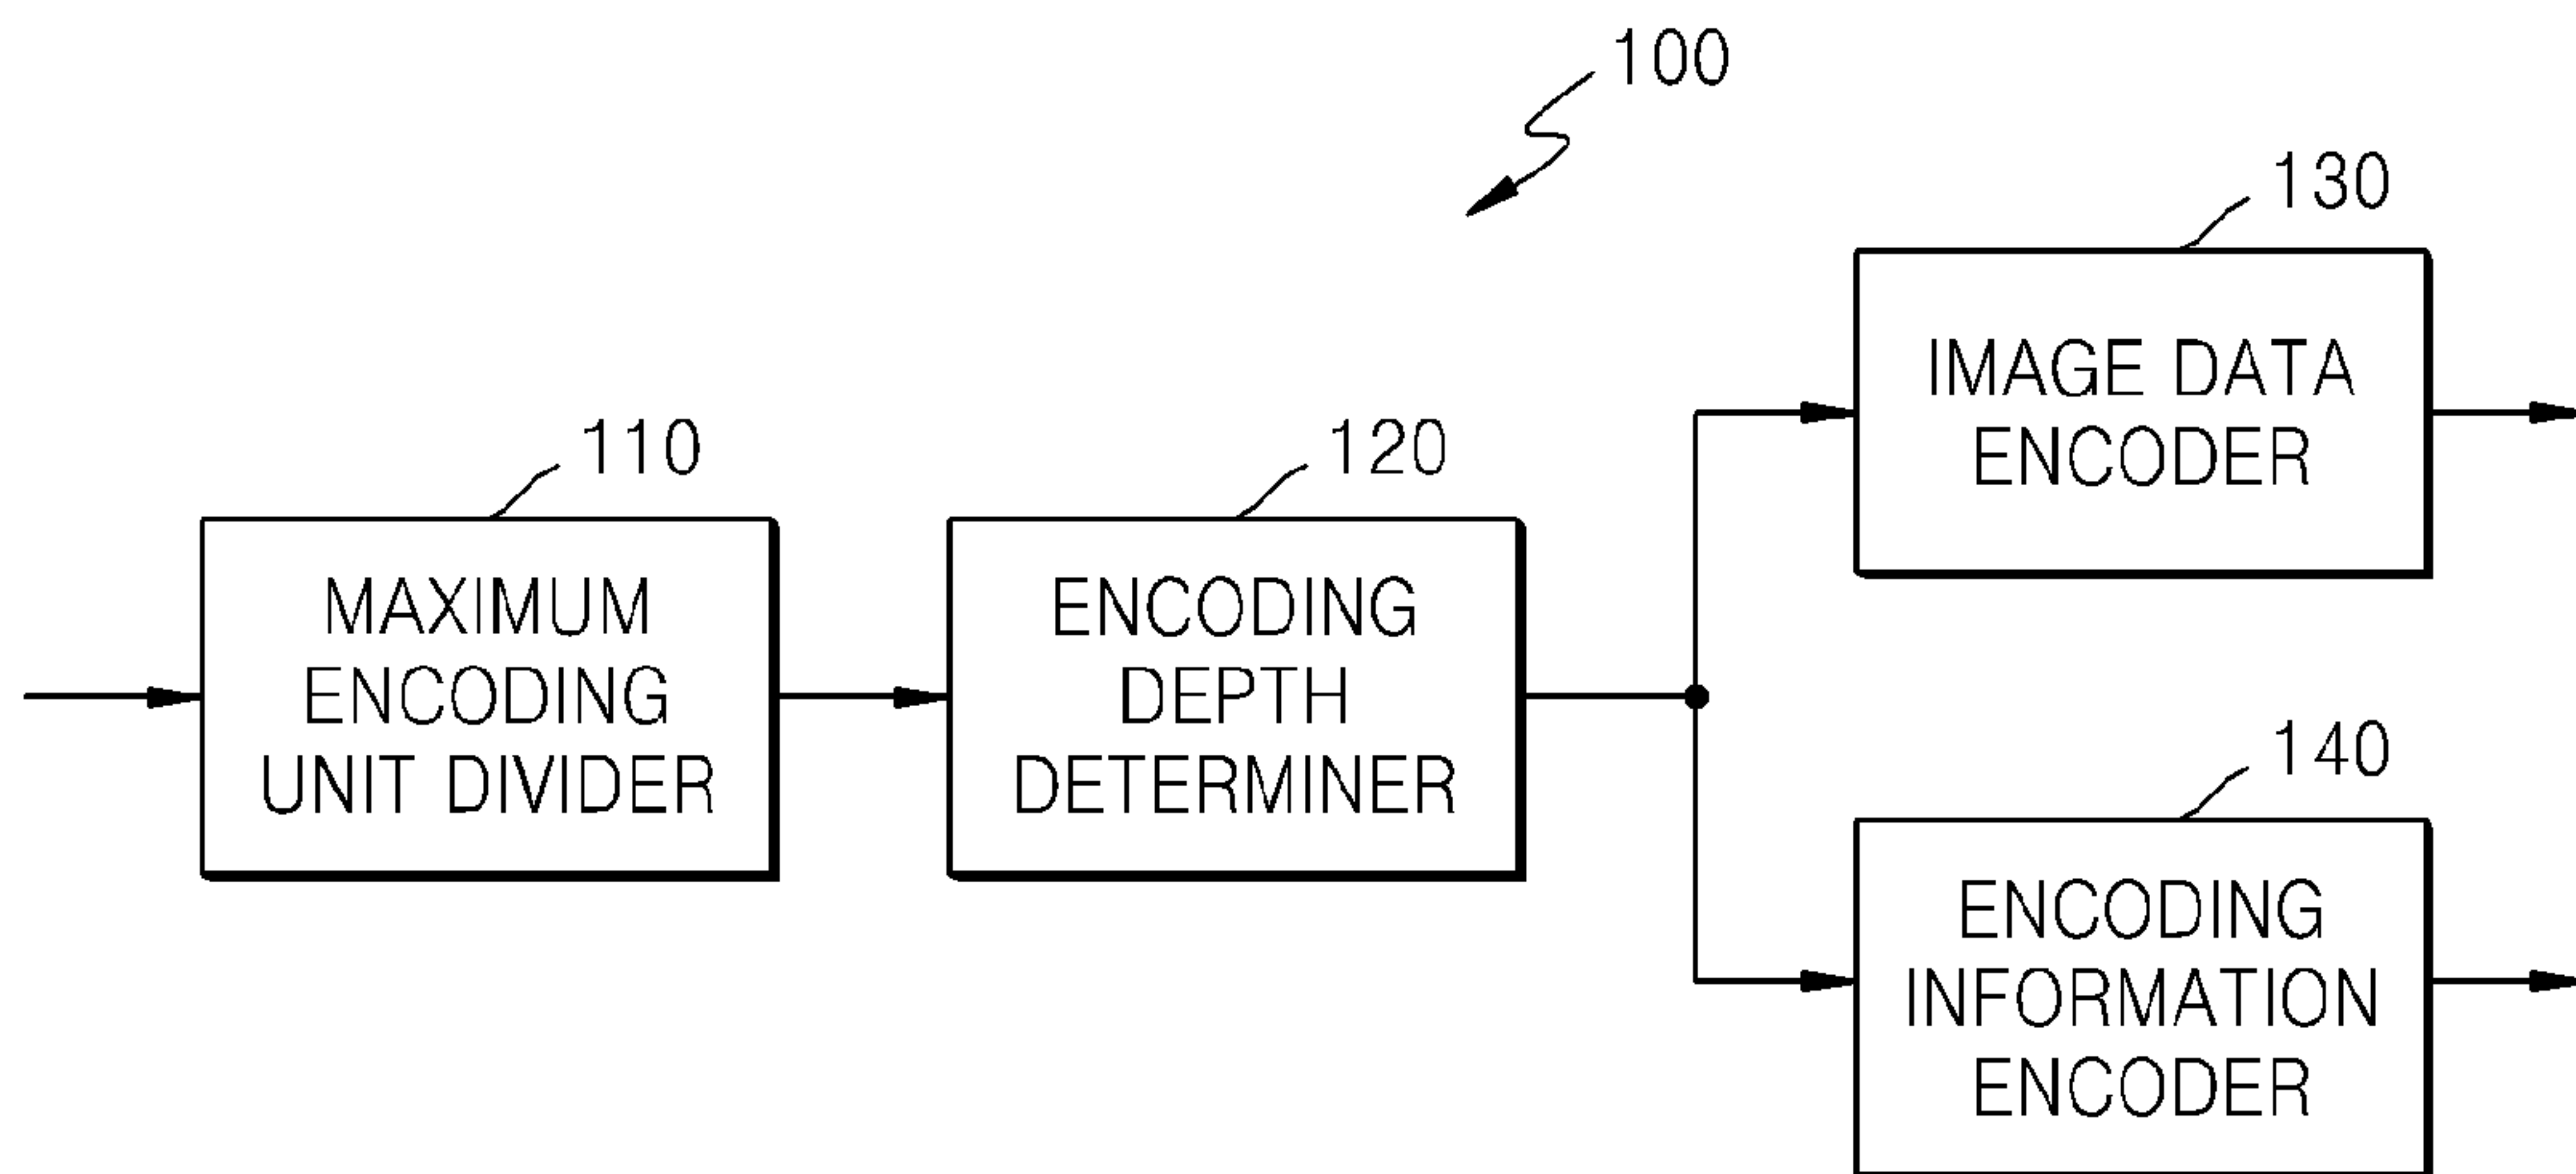 100
110
MAXIMUM
ENCODING
UNIT DIVIDER
120
ENCODING
DEPTH
DETERMINER
130
IMAGE DATA
ENCODER
140
ENCODING
INFORMATION
ENCODER